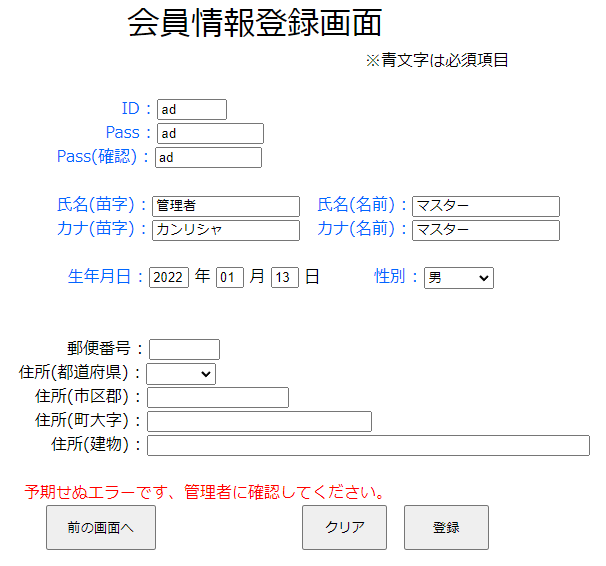 会員情報登録画面
※青文字は必須項目
ID : ad
Pass : ad
Pass(確認) : ad
氏名(苗字) : 管理者 氏名(名前) : マスター
カナ(苗字) : カンリシャ カナ(名前) : マスター
生年月日 : 2022 年 01 月 13 日 性別 : 男
郵便番号 :
住所(都道府県) :
住所(市区郡) :
住所(町大字) :
住所(建物) :
予期せぬエラーです、管理者に確認してください。
前の画面へ クリア 登録